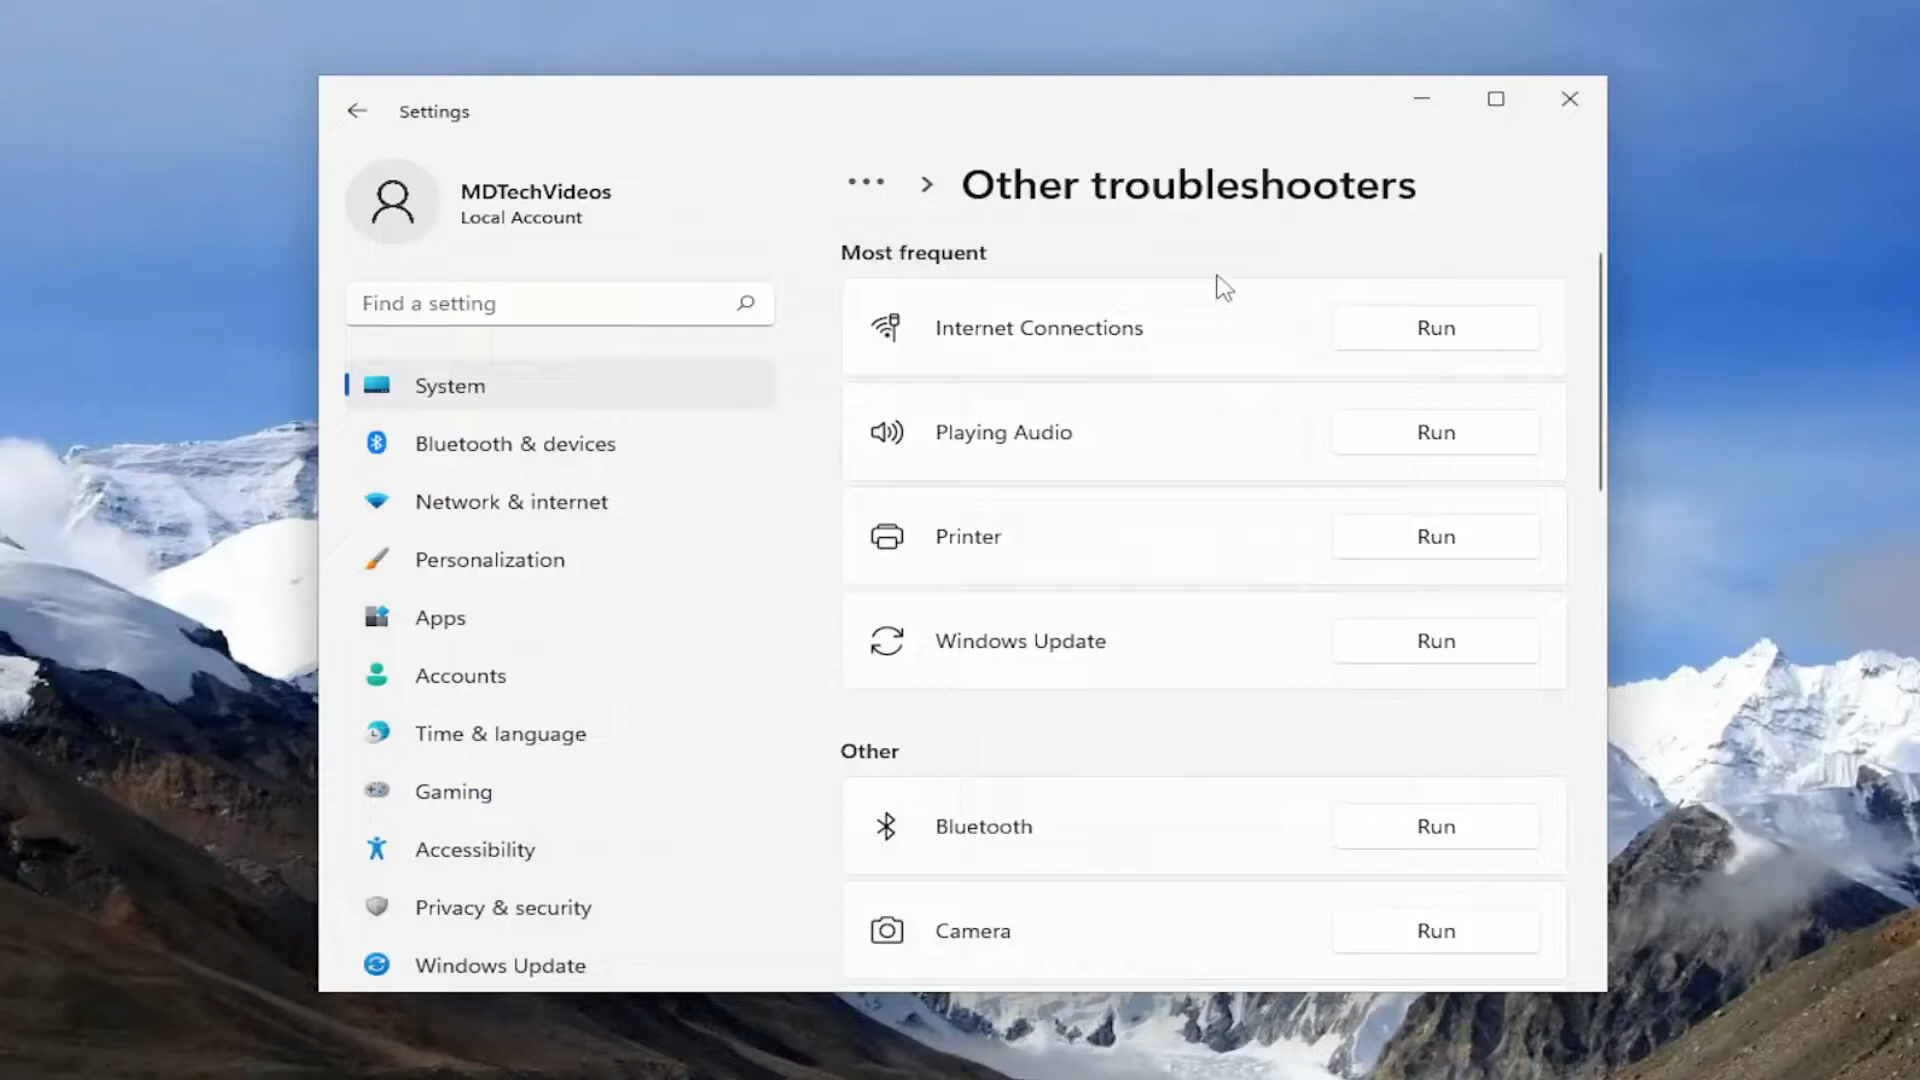 Settings
MDTechVideos
Local Account
Find a setting
System
Bluetooth & devices
Network & internet
Personalization
Apps
Accounts
Time & language
Gaming
Accessibility
Privacy & security
Windows Update
... > Other troubleshooters
Most frequent
Internet Connections Run
Playing Audio Run
Printer Run
Windows Update Run
Other
Bluetooth Run
Camera Run